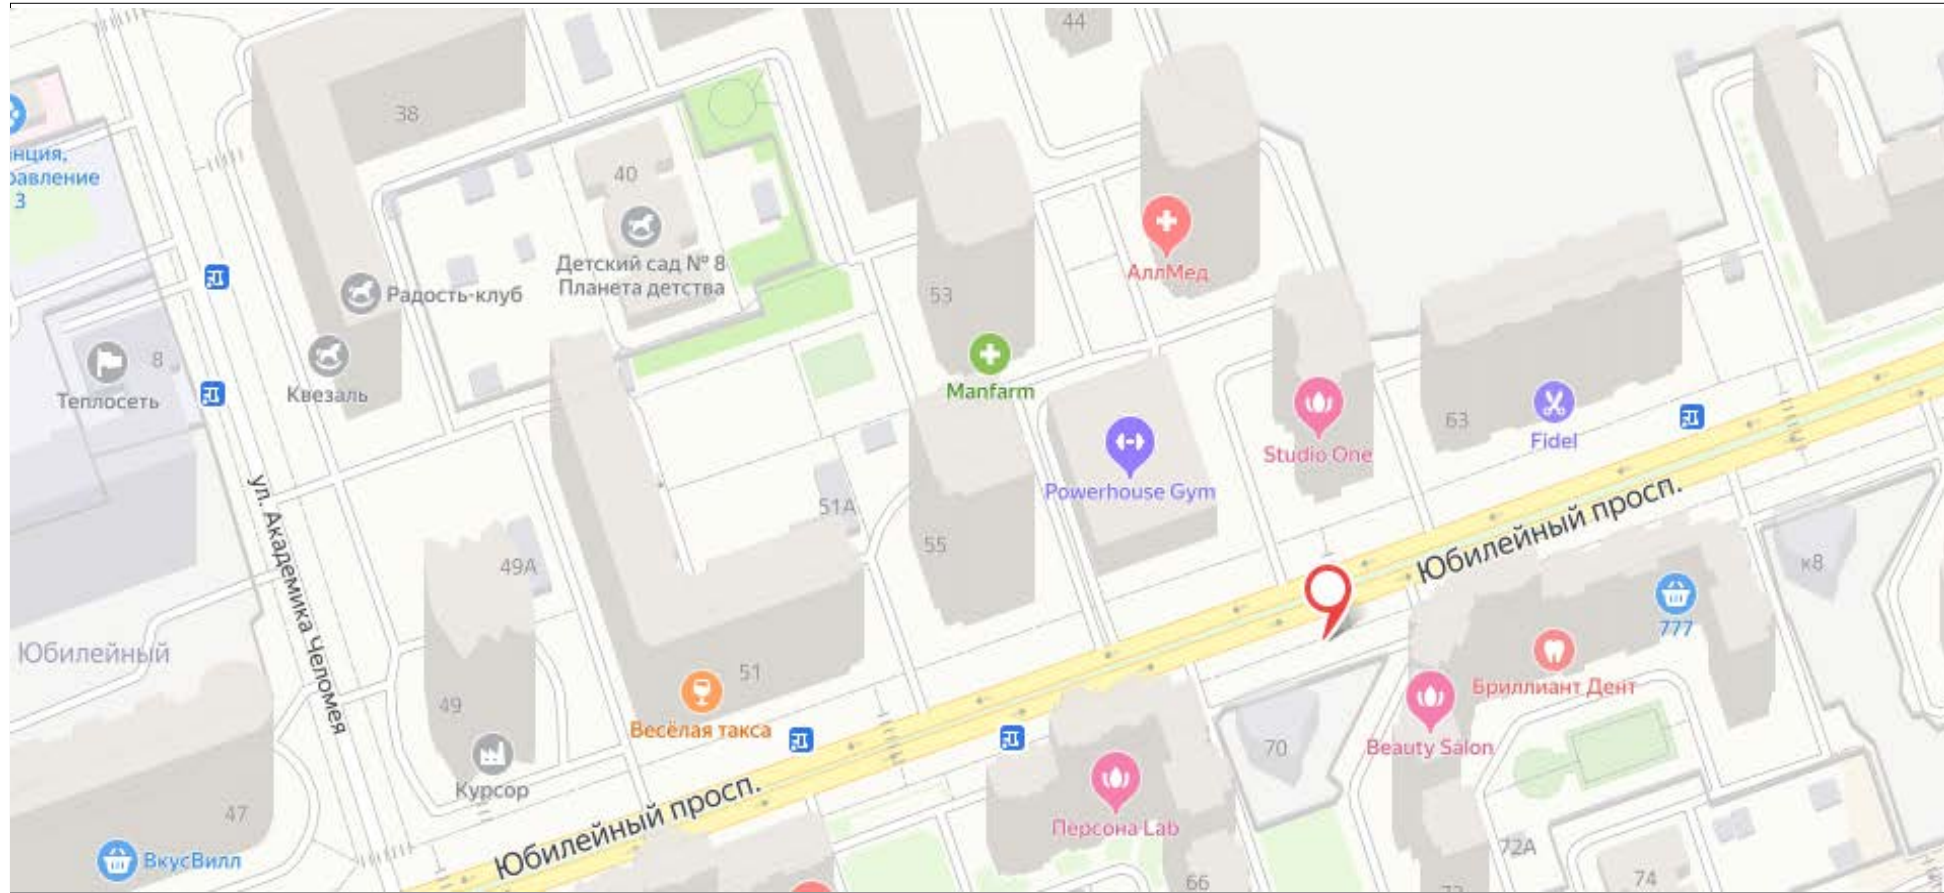 44
38
нция,
равление
3
40
Детский сад № 8
Планета детства
АллМед
53
Радость-клуб
8
Теплосеть
Квезаль
Manfarm
63
Fidel
Studio One
Powerhouse Gym
ул. Академика Челомея
51А
55
49А
Юбилейный просп.
к8
777
Юбилейный
51
Бриллиант Дент
49
Весёлая такса
70
Beauty Salon
Курсор
47
Юбилейный просп.
Персона Lab
ВкусВилл
72А
66
74